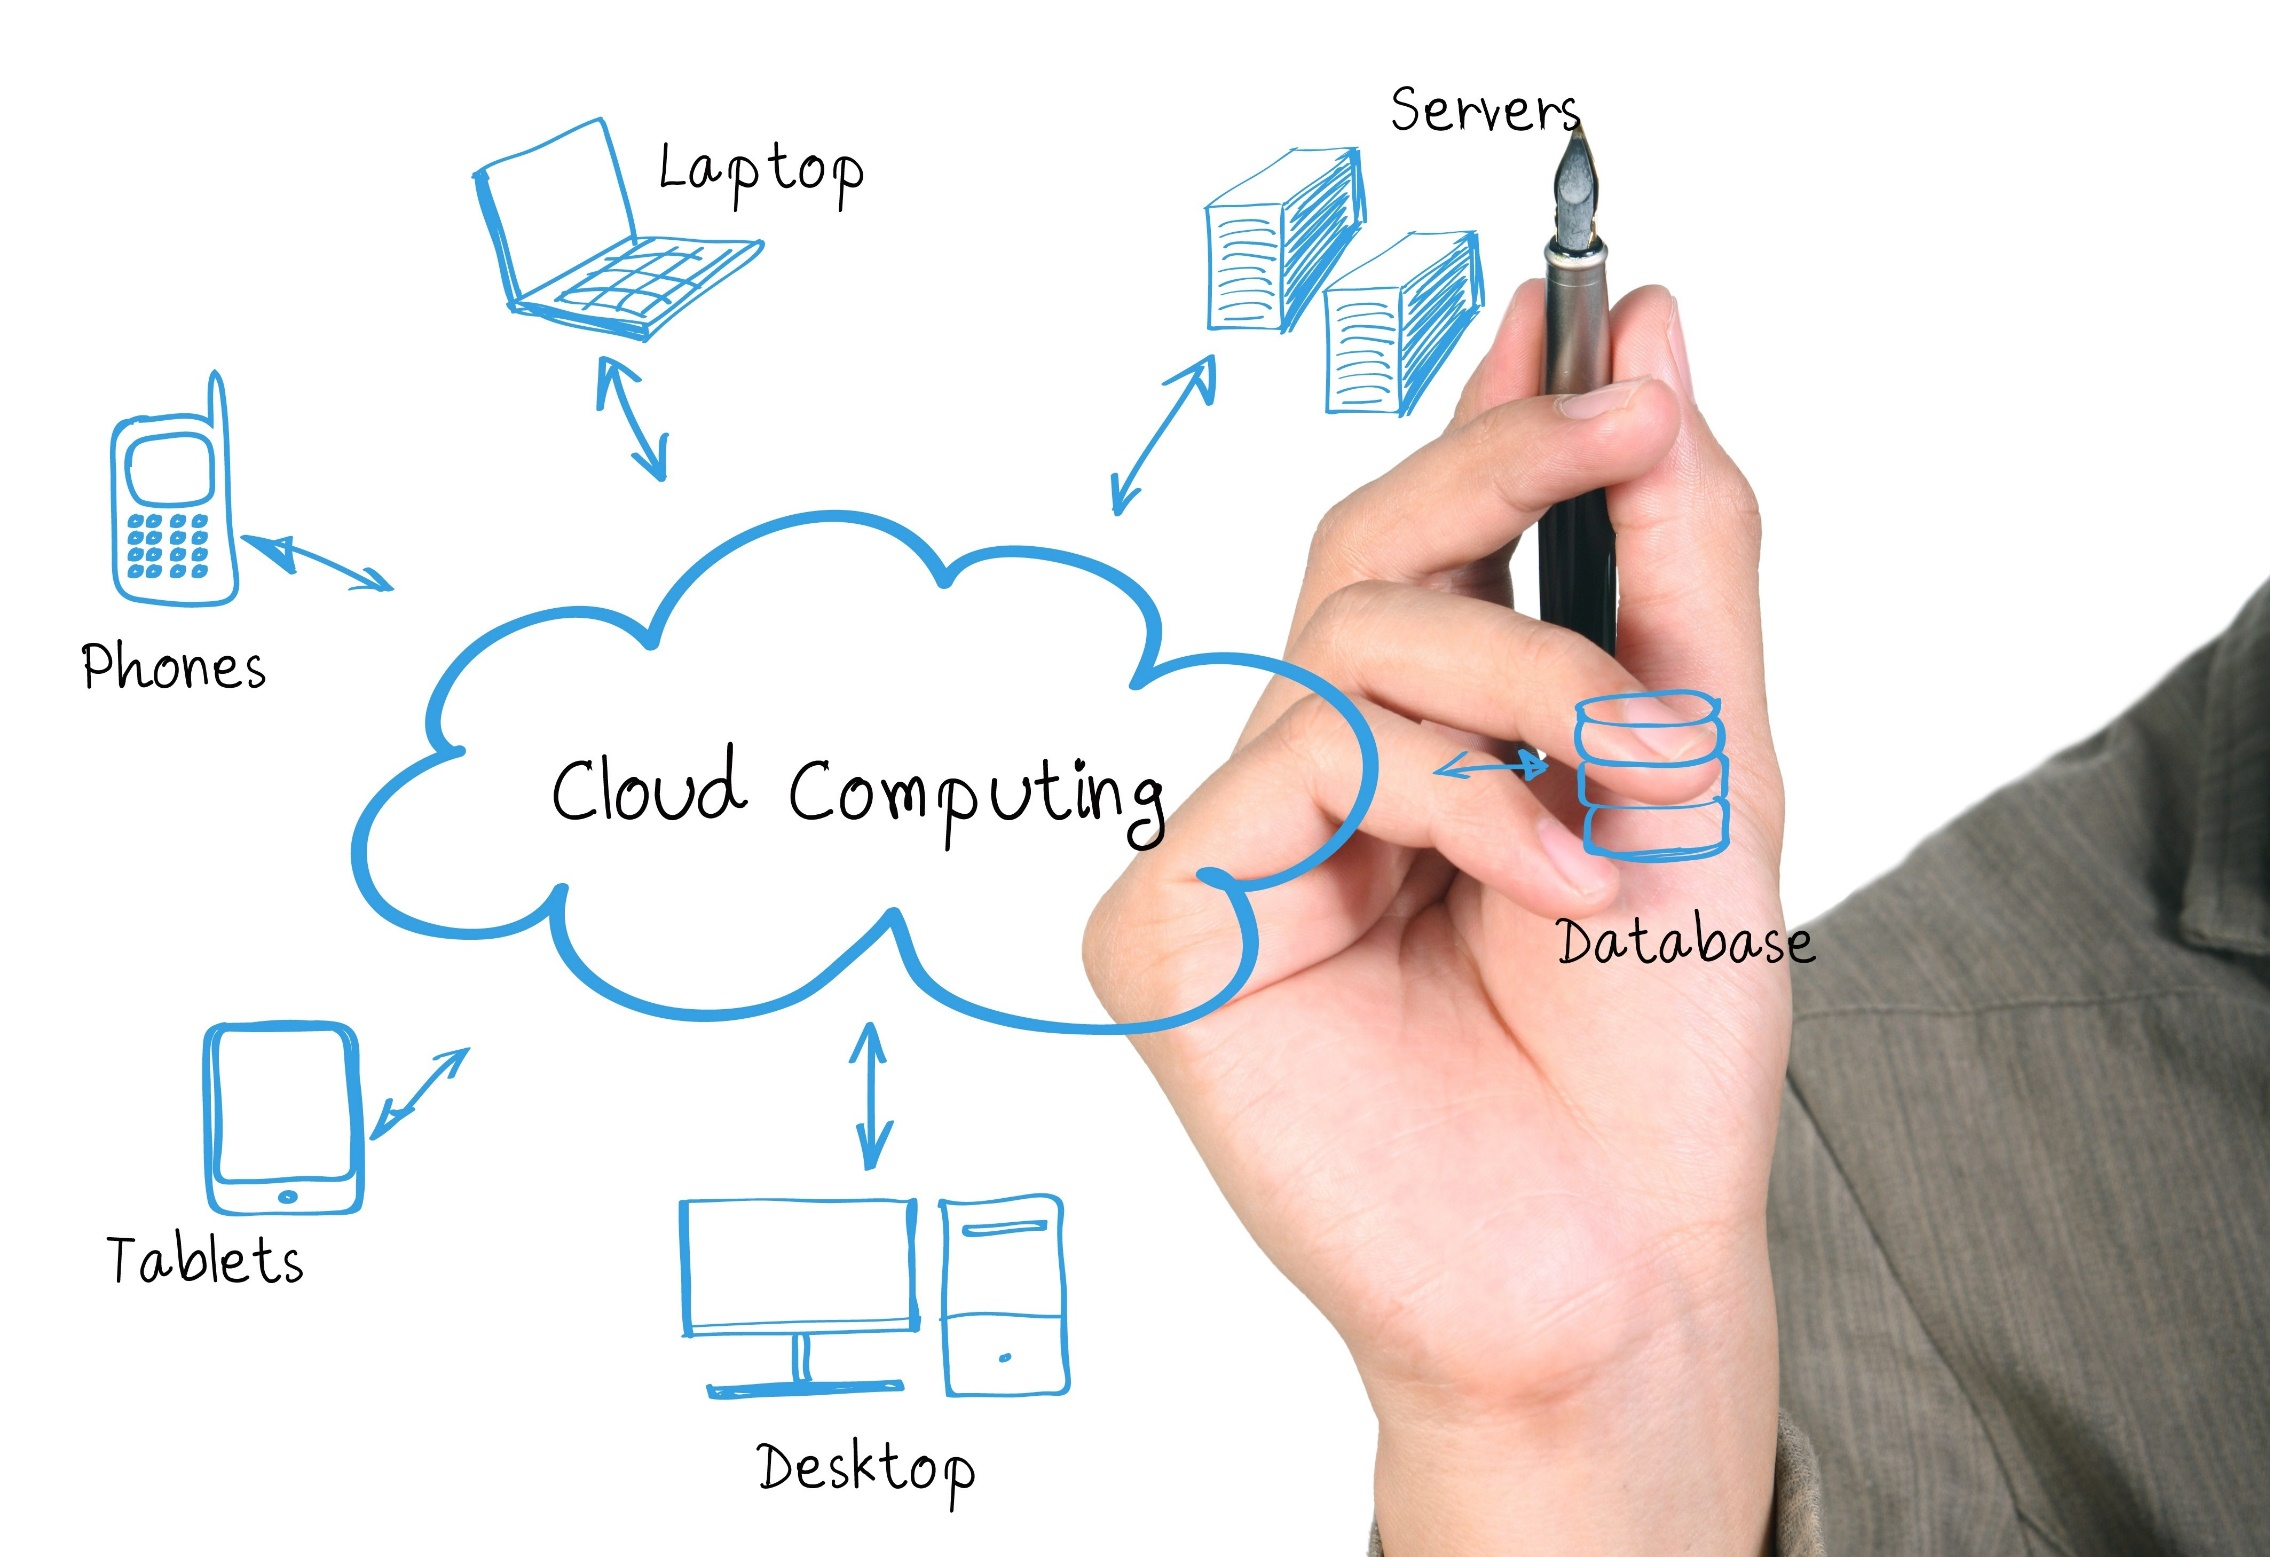 Servers
Laptop
Phones
Cloud Computing
Database
Tablets
Desktop